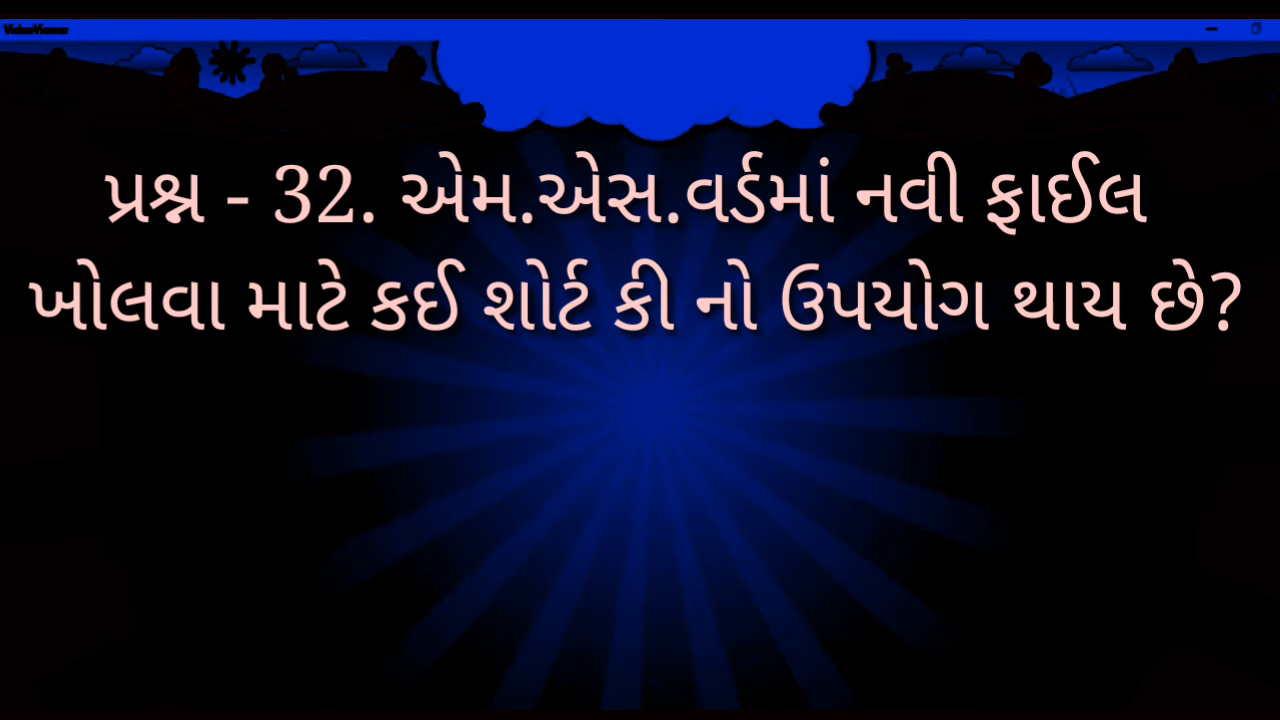 પ્રશ્ન - 32. એમ.એસ.વર્ડમાં નવી ફાઈલ
ખોલવા માટે કઈ શોર્ટ કી નો ઉપયોગ થાય છે?